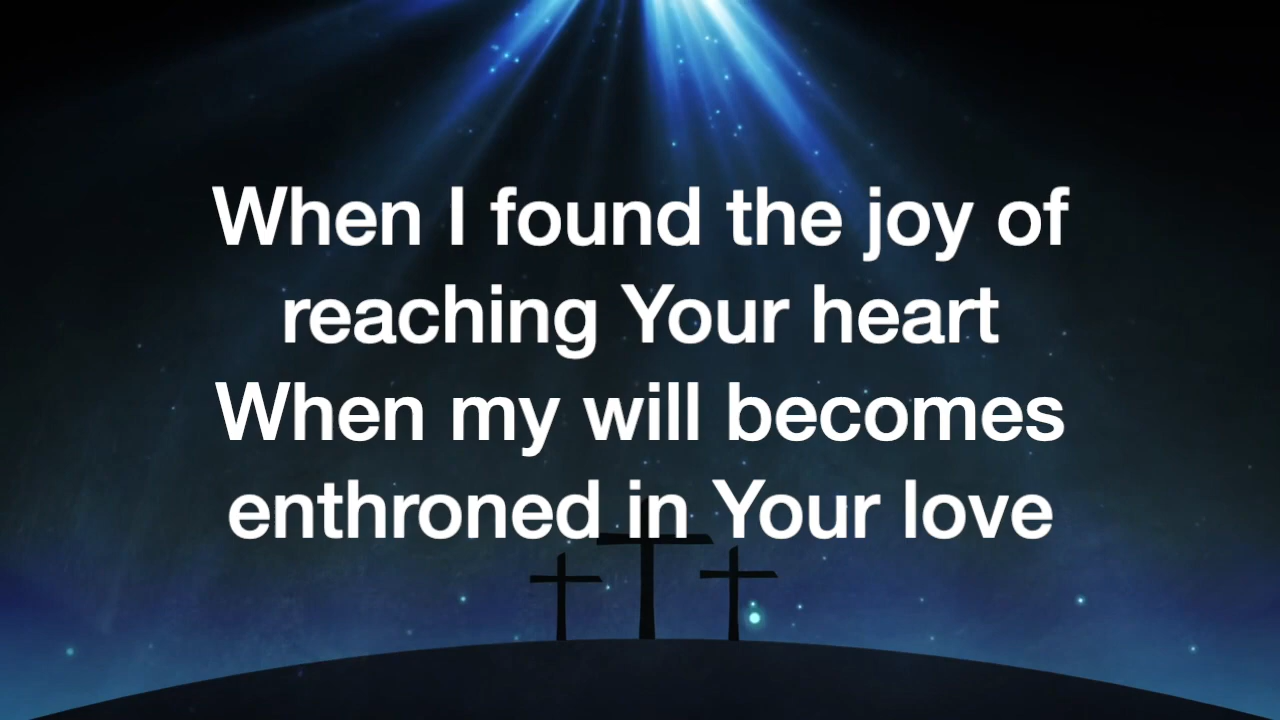 When I found the joy of
reaching Your heart
When my will becomes
enthroned in Your love